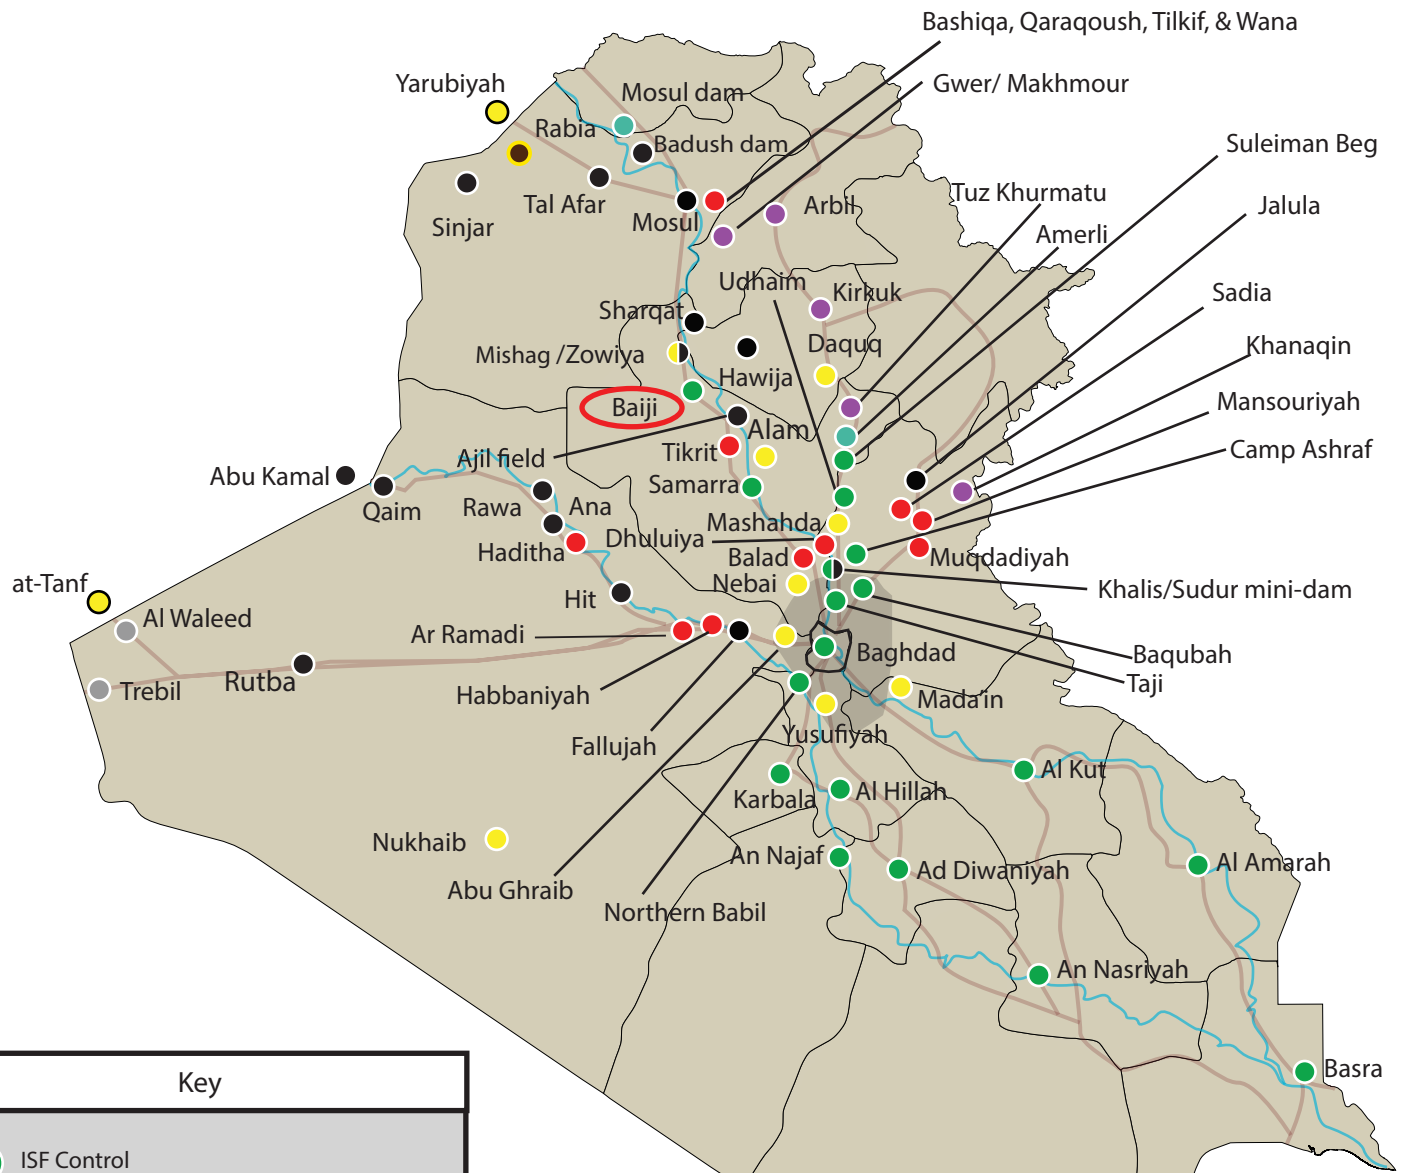 Bashiqa, Qaraqoush, Tilkif, & Wana
Yarubiyah
Gwer/ Makhmour
Mosul dam
Rabia
Badush dam
Suleiman Beg
Tuz Khurmatu
Tal Afar
Sinjar
Mosul
Arbil
Jalula
Amerli
Udhaim
Kirkuk
Sadia
Sharqat
Mishag /Zowiya
Daquq
Khanaqin
Hawija
Baiji
Mansouriyah
Alam
Tikrit
Camp Ashraf
Ajil field
Abu Kamal
Samarra
Qaim
Rawa
Ana
Mashahda
Dhuluiya
Haditha
Balad
Muqdadiyah
Nebai
at-Tanf
Khalis/Sudur mini-dam
Hit
Al Waleed
Ar Ramadi
Baghdad
Baqubah
Taji
Rutba
Trebil
Habbaniyah
Mada'in
Yusufiyah
Fallujah
Al Kut
Karbala
Al Hillah
Nukhaib
An Najaf
Al Amarah
Ad Diwaniyah
Abu Ghraib
Northern Babil
An Nasriyah
Basra
Key
ISF Control